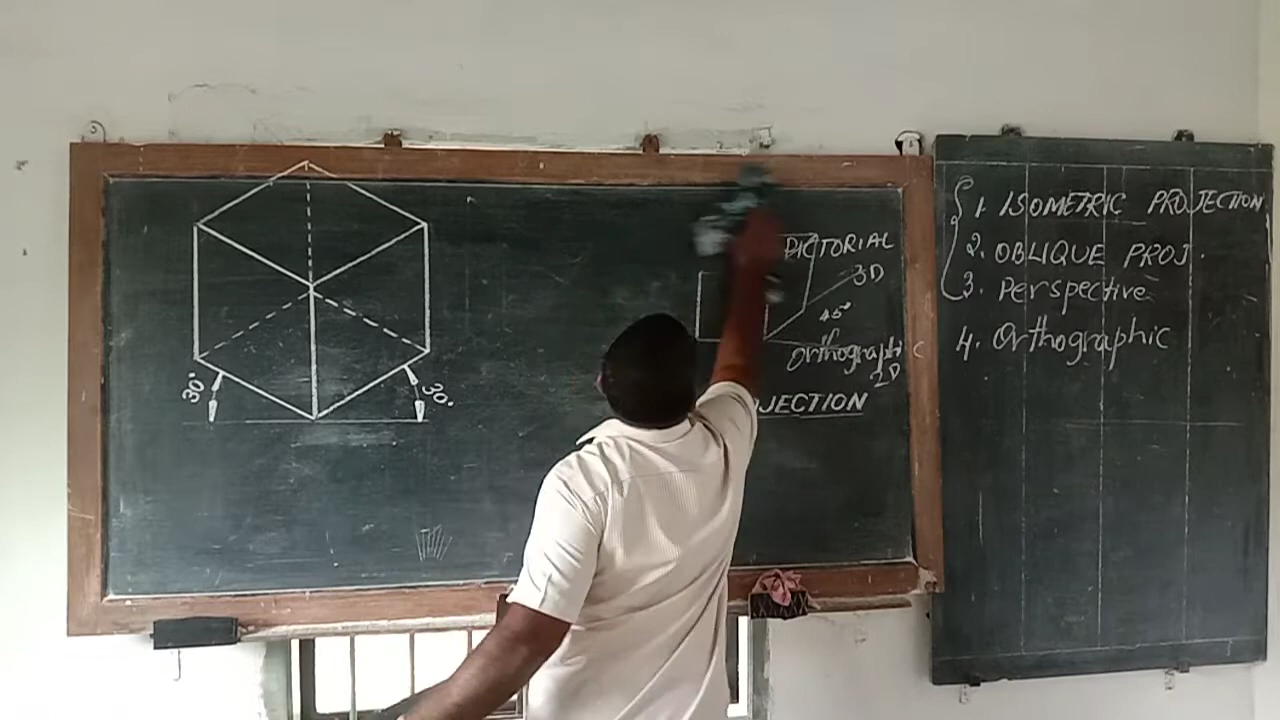 30°
30°
PICTORIAL
3D
45°
Orthographic
2D
JECTION
1. ISOMETRIC PROJECTION
2. OBLIQUE PROJ.
3. Perspective
4. Orthographic